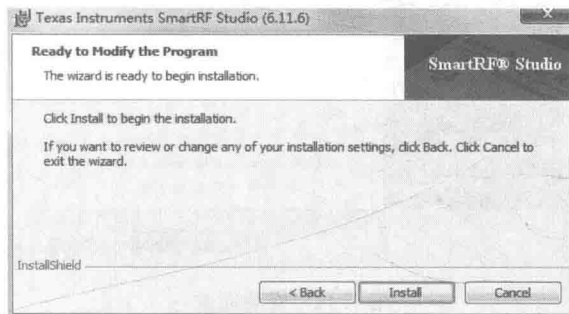 Texas Instruments SmartRF Studio (6.11.6)
Ready to Modify the Program
The wizard is ready to begin installation.
SmartRF® Studio
Click Install to begin the installation.
If you want to review or change any of your installation settings, click Back. Click Cancel to
exit the wizard.
InstallShield
< Back
Install
Cancel